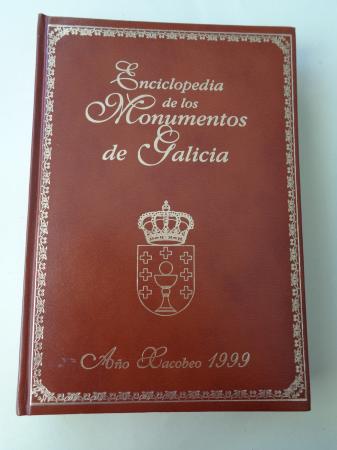 Enciclopedia
de los
Monumentos
de Galicia
Año Xacobeo 1999